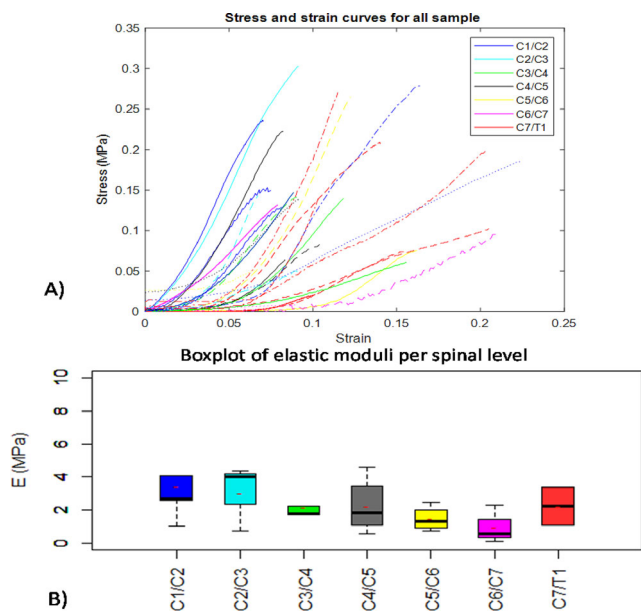 Stress and strain curves for all sample
0.35
0.3
0.25
0.2
0.15
0.1
0.05
0
Stress (MPa)
C1/C2
C2/C3
C3/C4
C4/C5
C5/C6
C6/C7
C7/T1
0 0.05 0.1 0.15 0.2 0.25
Strain
A)
Boxplot of elastic moduli per spinal level
10
8
6
4
2
0
E (MPa)
C1/C2 C2/C3 C3/C4 C4/C5 C5/C6 C6/C7 C7/T1
B)